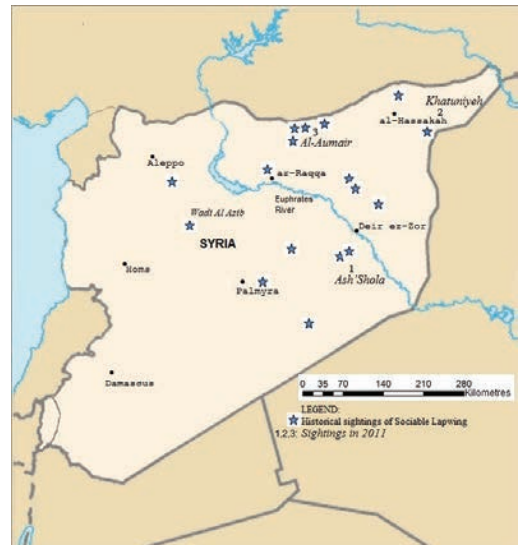 Khatuniyeh
2
al-Hassakah
3
Al-Aumair
Aleppo
ar-Raqqa
Euphrates
River
Wadi Al Azib
Deir ez-Zor
SYRIA
Homs
1
Palmyra
Ash'Shola
Damascus
0 35 70 140 210 280
Kilometres
LEGEND:
Historical sightings of Sociable Lapwing
1,2,3: Sightings in 2011